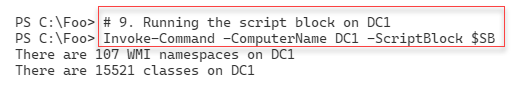 PS C:\Foo> # 9. Running the script block on DC1
PS C:\Foo> Invoke-Command -ComputerName DC1 -ScriptBlock $SB
There are 107 WMI namespaces on DC1
There are 15521 classes on DC1